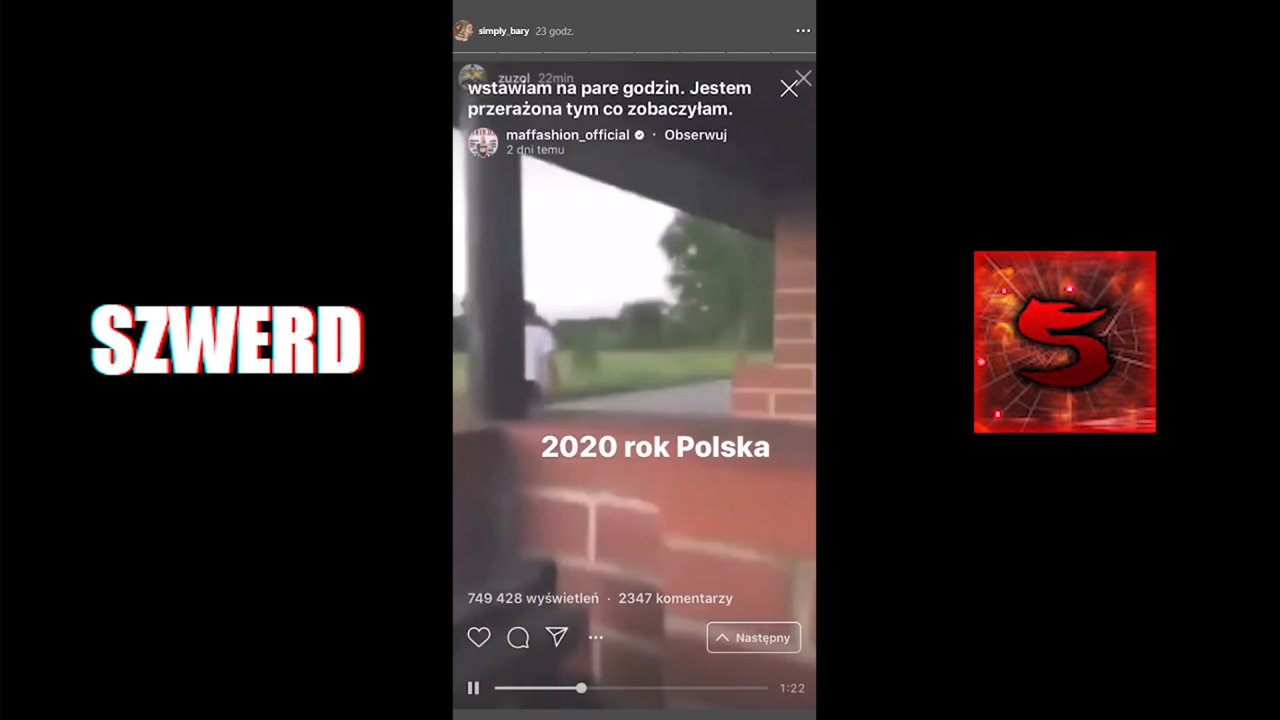 simply_bary 23 godz.
zuzol 22min
wstawiam na pare godzin. Jestem
przerażona tym co zobaczyłam.
maffashion_official · Obserwuj
2 dni temu
SZWERD
S
2020 rok Polska
749 428 wyświetleń · 2347 komentarzy
Następny
1:22